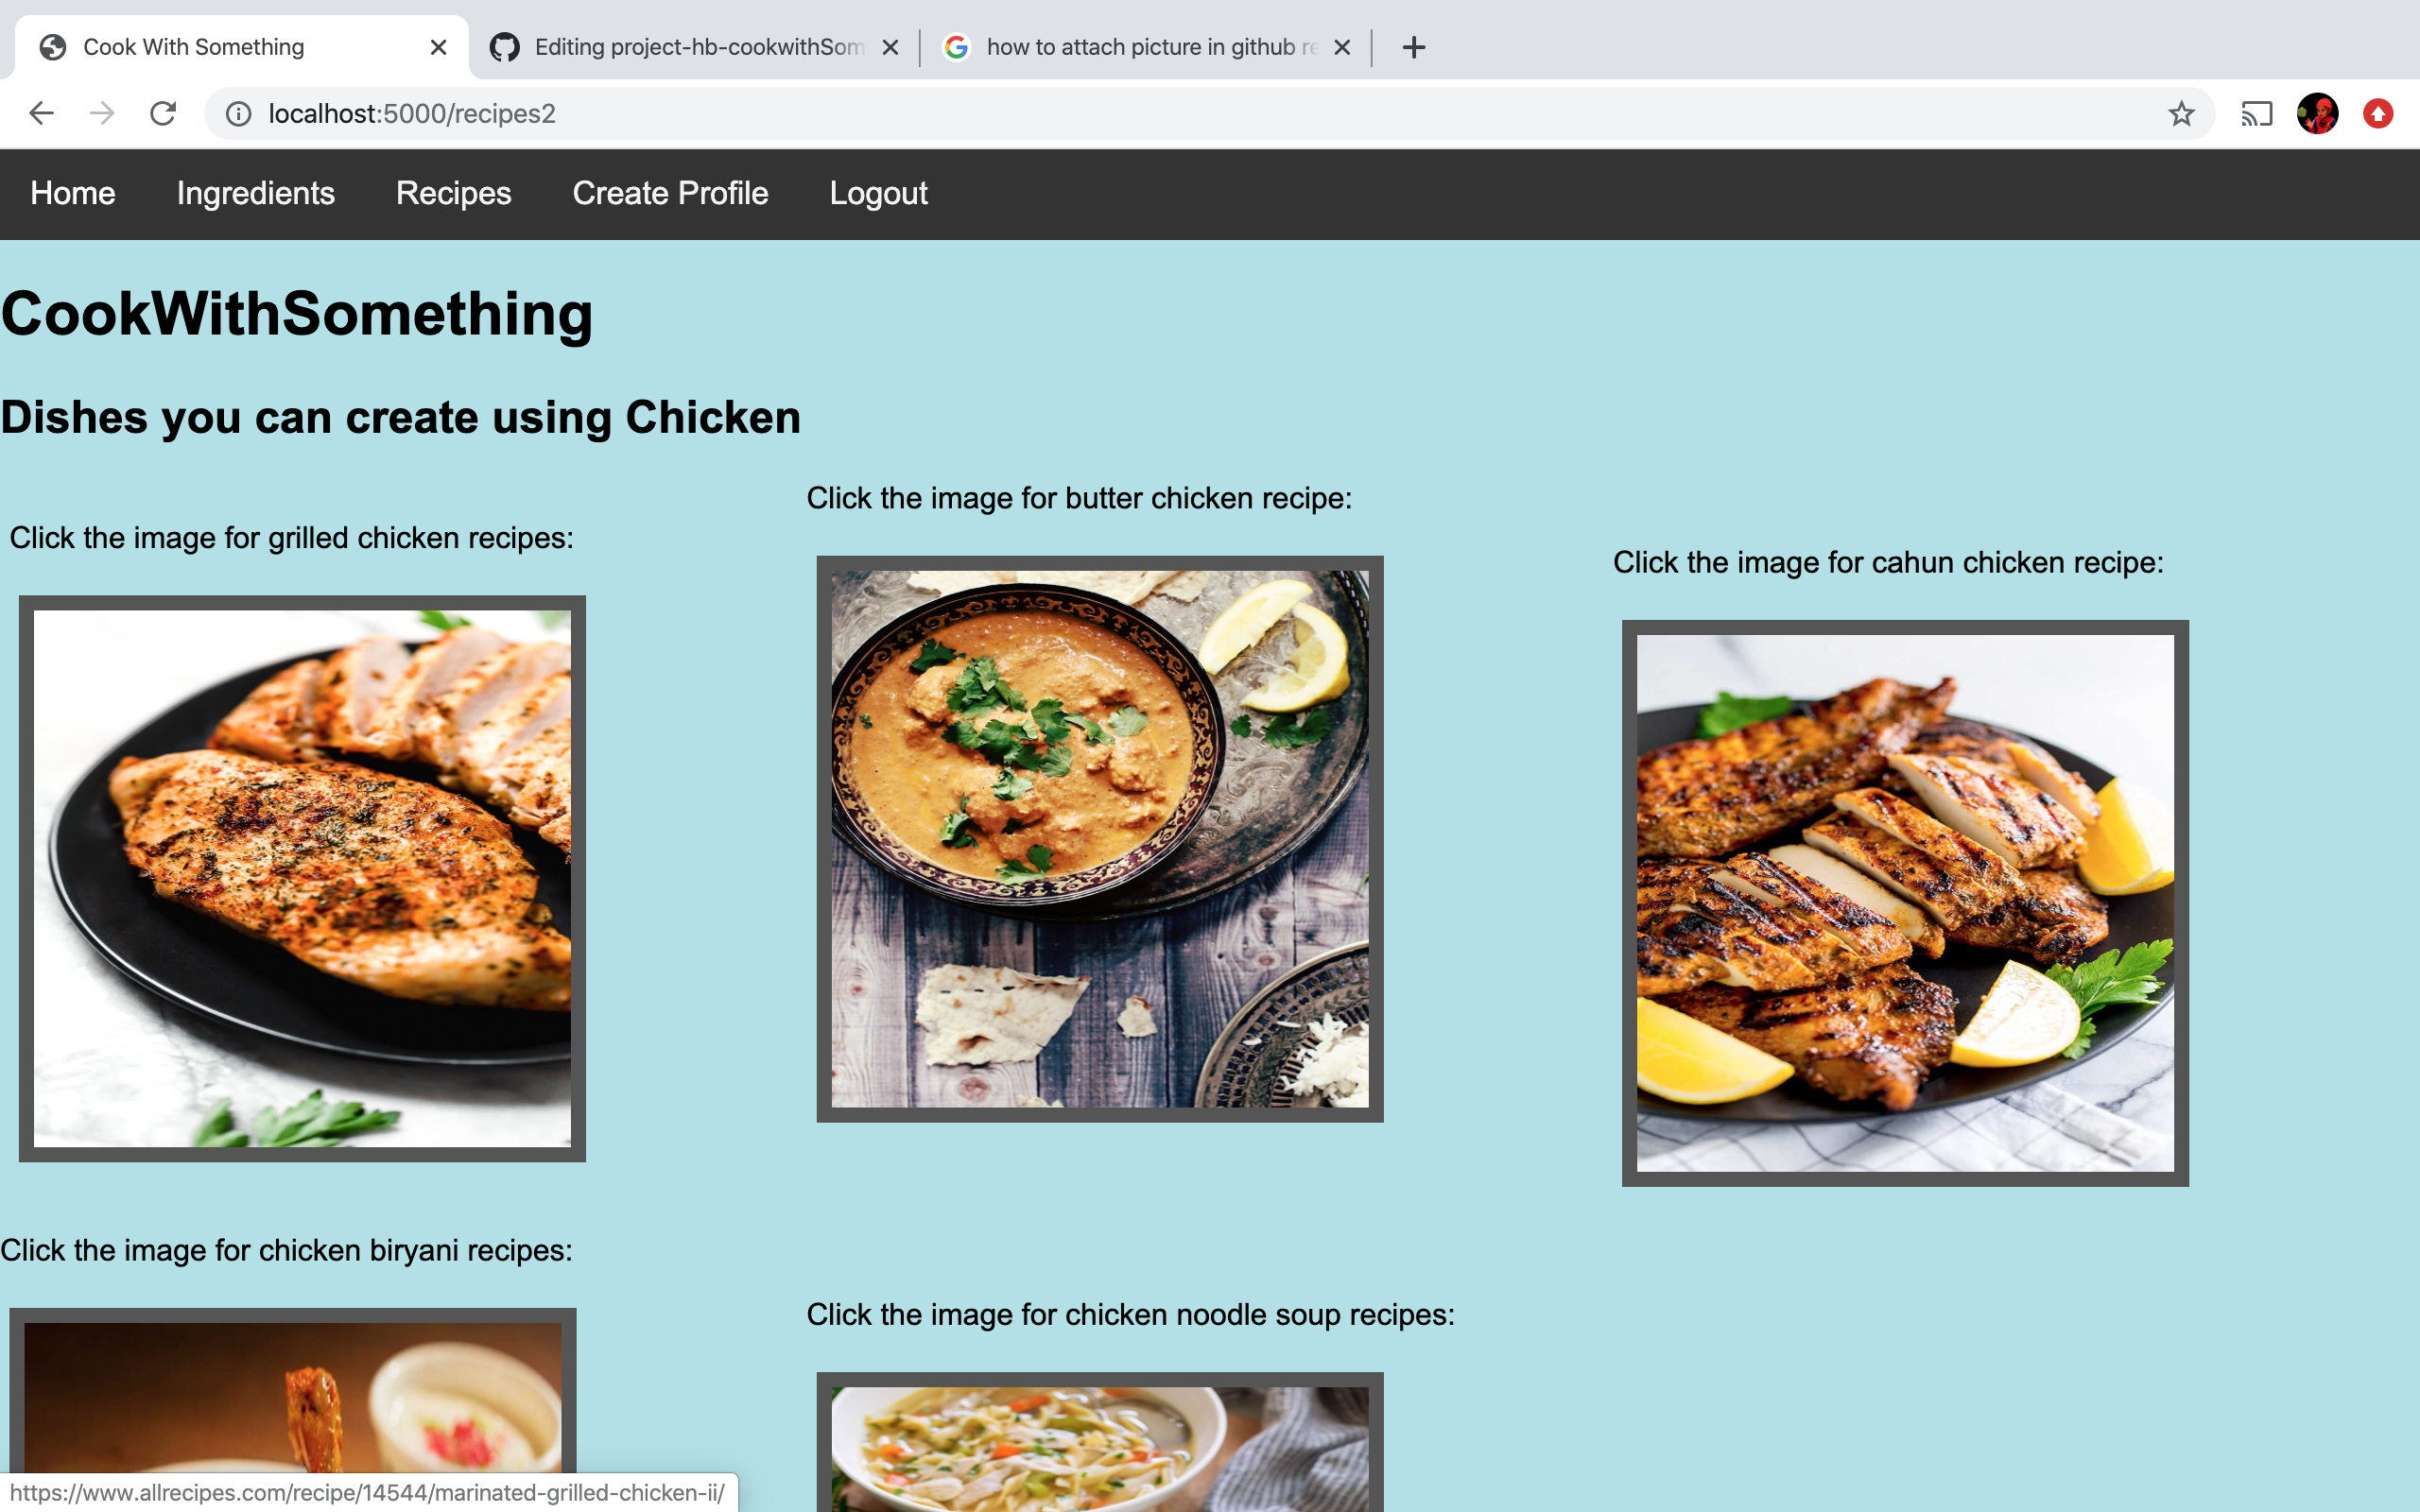 Cook With Something
Editing project-hb-cookwithSom
how to attach picture in github re
localhost:5000/recipes2
Home Ingredients Recipes Create Profile Logout
CookWithSomething
Dishes you can create using Chicken
Click the image for grilled chicken recipes:
Click the image for butter chicken recipe:
Click the image for cahun chicken recipe:
Click the image for chicken biryani recipes:
Click the image for chicken noodle soup recipes:
https://www.allrecipes.com/recipe/14544/marinated-grilled-chicken-ii/